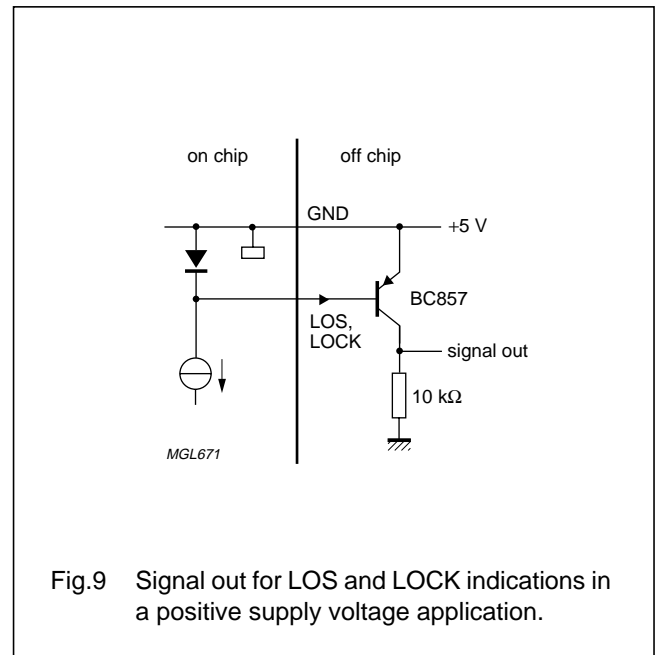 on chip
off chip
GND
+5 V
BC857
LOS,
LOCK
signal out
10 kΩ
MGL671
Fig.9 Signal out for LOS and LOCK indications in
a positive supply voltage application.